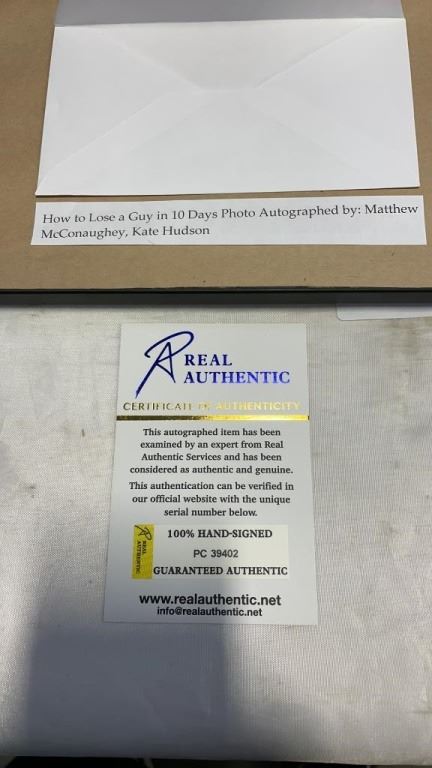 How to Lose a Guy in 10 Days Photo Autographed by: Matthew
McConaughey, Kate Hudson
REAL
AUTHENTIC
CERTIFICATE OF AUTHENTICITY
This autographed item has been
examined by an expert from Real
Authentic Services and has been
considered as authentic and genuine.
This authentication can be verified in
our official website with the unique
serial number below.
100% HAND-SIGNED
REAL
AUTHENTIC
PC 39402
GUARANTEED AUTHENTIC
www.realauthentic.net
info@realauthentic.net